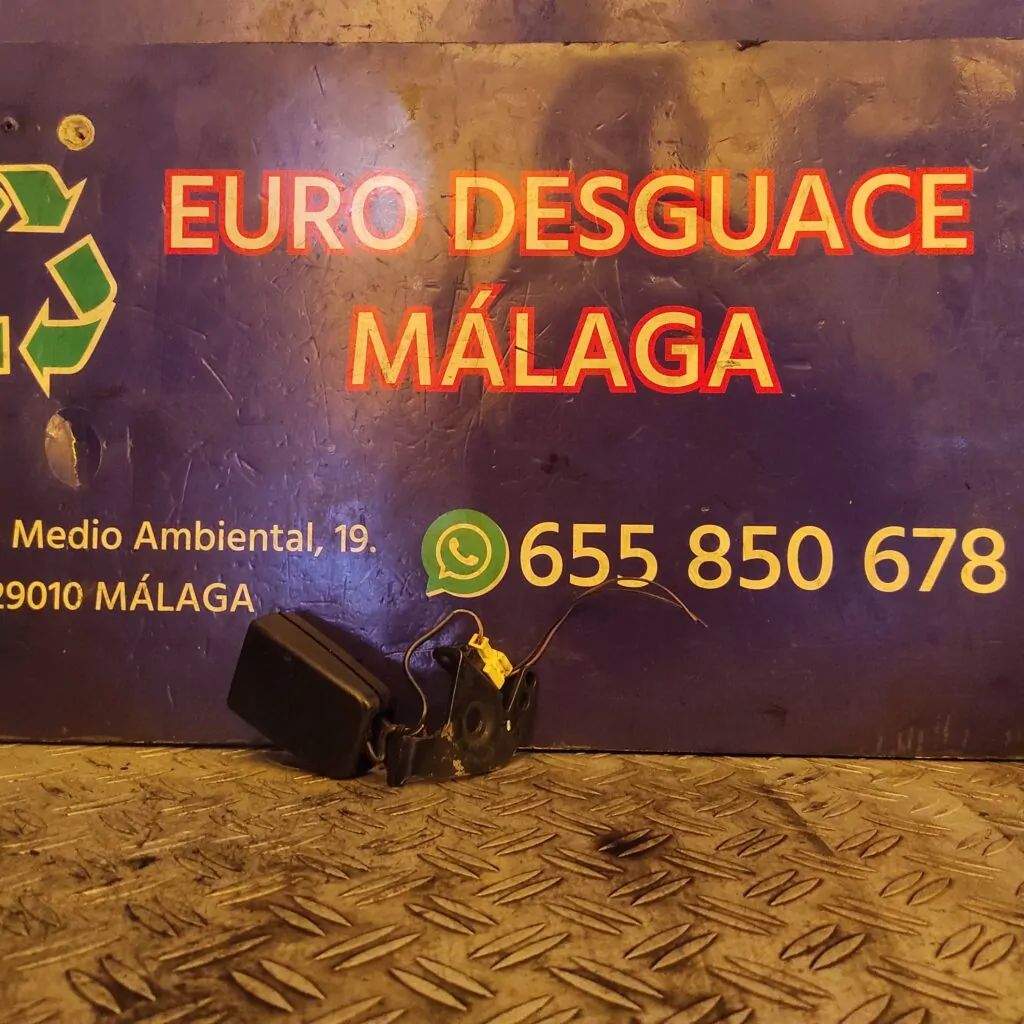 EURO DESGUACE
MÁLAGA
Medio Ambiental, 19.
29010 MÁLAGA
655 850 678